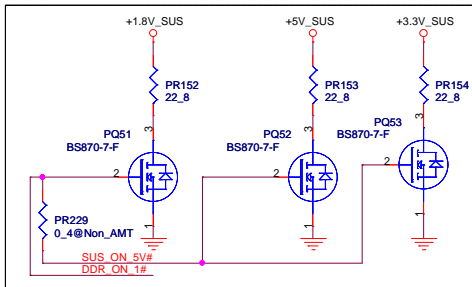 +1.8V_SUS
+5V_SUS
+3.3V_SUS
PR152
22_8
PR153
22_8
PR154
22_8
PQ51
BS870-7-F
PQ52
BS870-7-F
PQ53
BS870-7-F
3
3
3
2
2
2
1
1
1
PR229
0_4@Non_AMT
SUS_ON_5V#
DDR_ON_1#